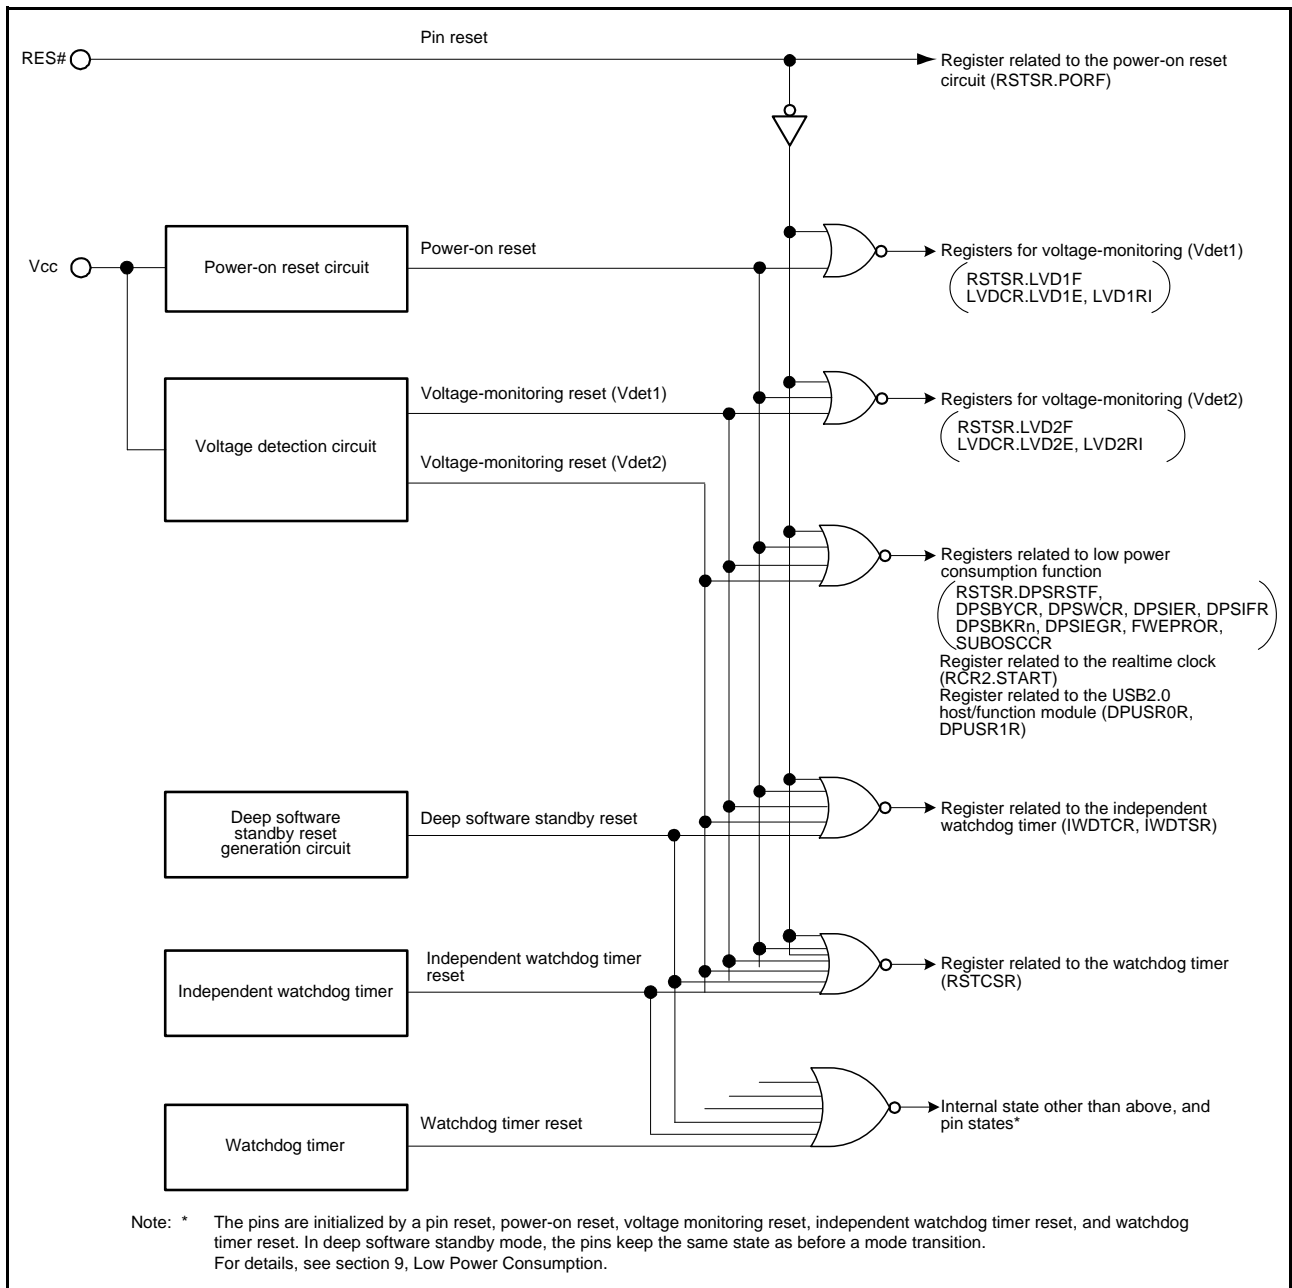 Pin reset
RES#
Register related to the power-on reset
circuit (RSTSR.PORF)
Vcc
Power-on reset circuit
Power-on reset
Registers for voltage-monitoring (Vdet1)
RSTSR.LVD1F
LVDCR.LVD1E, LVD1RI
Voltage detection circuit
Voltage-monitoring reset (Vdet1)
Voltage-monitoring reset (Vdet2)
Registers for voltage-monitoring (Vdet2)
RSTSR.LVD2F
LVDCR.LVD2E, LVD2RI
Registers related to low power
consumption function
RSTSR.DPSRSTF,
DPSBYCR, DPSWCR, DPSIER, DPSIFR
DPSBKRn, DPSIEGR, FWEPROR,
SUBOSCCR
Register related to the realtime clock
(RCR2.START)
Register related to the USB2.0
host/function module (DPUSR0R,
DPUSR1R)
Deep software
standby reset
generation circuit
Deep software standby reset
Register related to the independent
watchdog timer (IWDTCR, IWDTSR)
Independent watchdog timer
Independent watchdog timer
reset
Register related to the watchdog timer
(RSTCSR)
Watchdog timer
Watchdog timer reset
Internal state other than above, and
pin states*
Note: * The pins are initialized by a pin reset, power-on reset, voltage monitoring reset, independent watchdog timer reset, and watchdog
timer reset. In deep software standby mode, the pins keep the same state as before a mode transition.
For details, see section 9, Low Power Consumption.